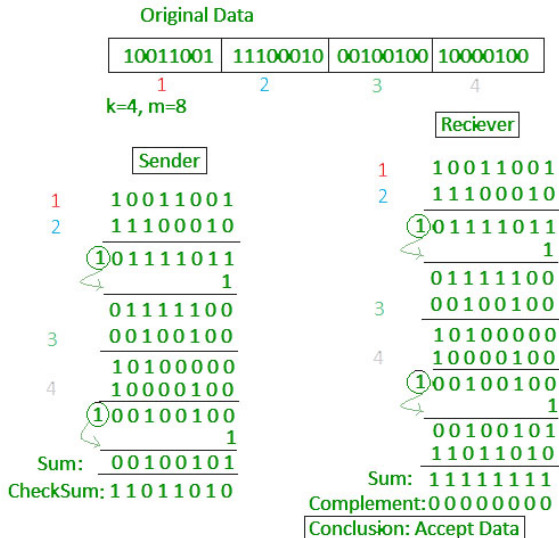 Original Data
10011001 11100010 00100100 10000100
1 2 3 4
k=4, m=8
Sender
1 10011001
2 11100010
1 01111011
1
01111100
3 00100100
10100000
4 10000100
1 00100100
1
Sum: 00100101
CheckSum: 11011010
Reciever
1 10011001
2 11100010
1 01111011
1
01111100
3 00100100
10100000
4 10000100
1 00100100
1
00100101
11011010
Sum: 11111111
Complement: 00000000
Conclusion: Accept Data